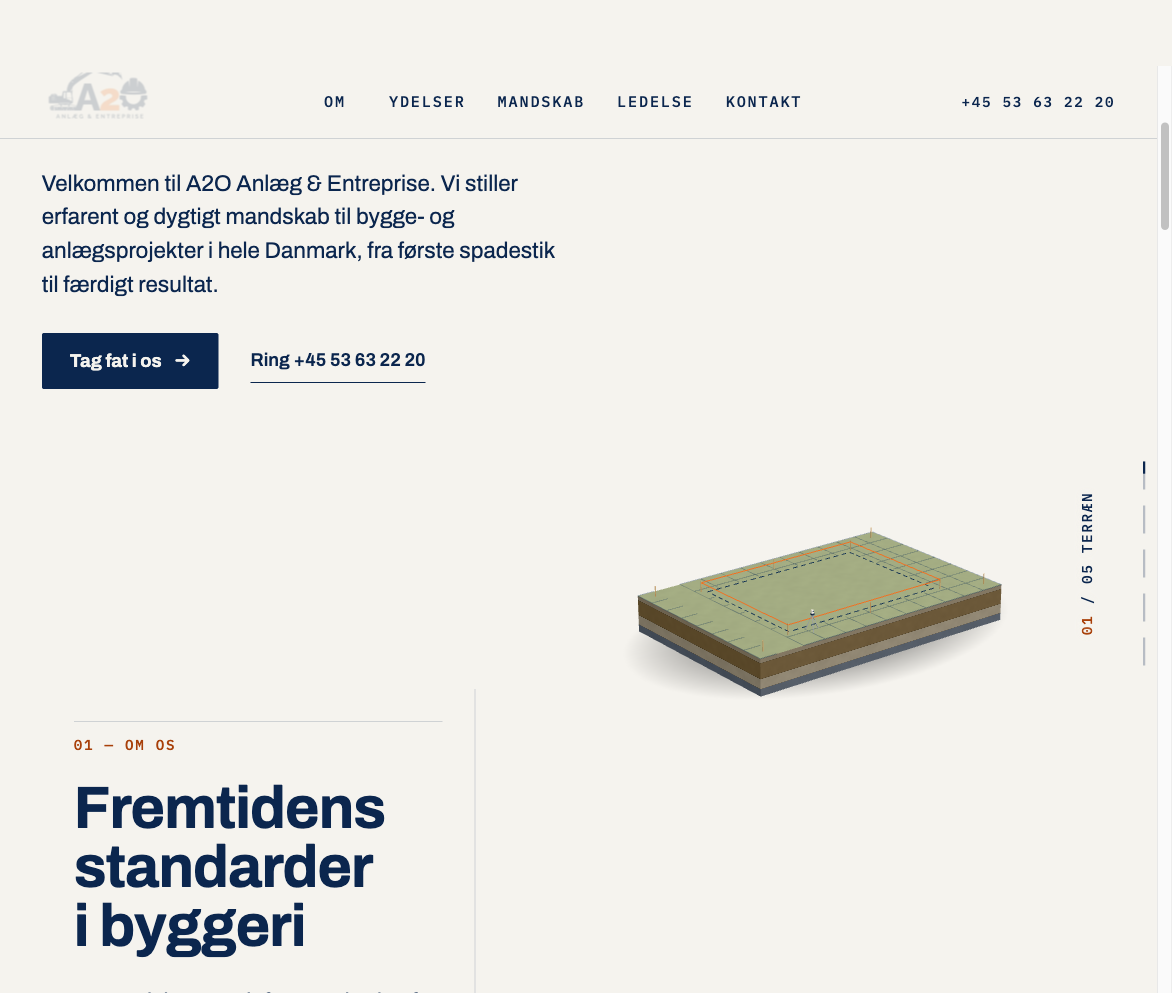 A2O
ANLÆG & ENTREPRISE
OM
YDELSER
MANDSKAB
LEDELSE
KONTAKT
+45 53 63 22 20
Velkommen til A2O Anlæg & Entreprise. Vi stiller
erfarent og dygtigt mandskab til bygge- og
anlægsprojekter i hele Danmark, fra første spadestik
til færdigt resultat.
Tag fat i os →
Ring +45 53 63 22 20
01 / 05 TERRÆN
01 — OM OS
Fremtidens
standarder
i byggeri